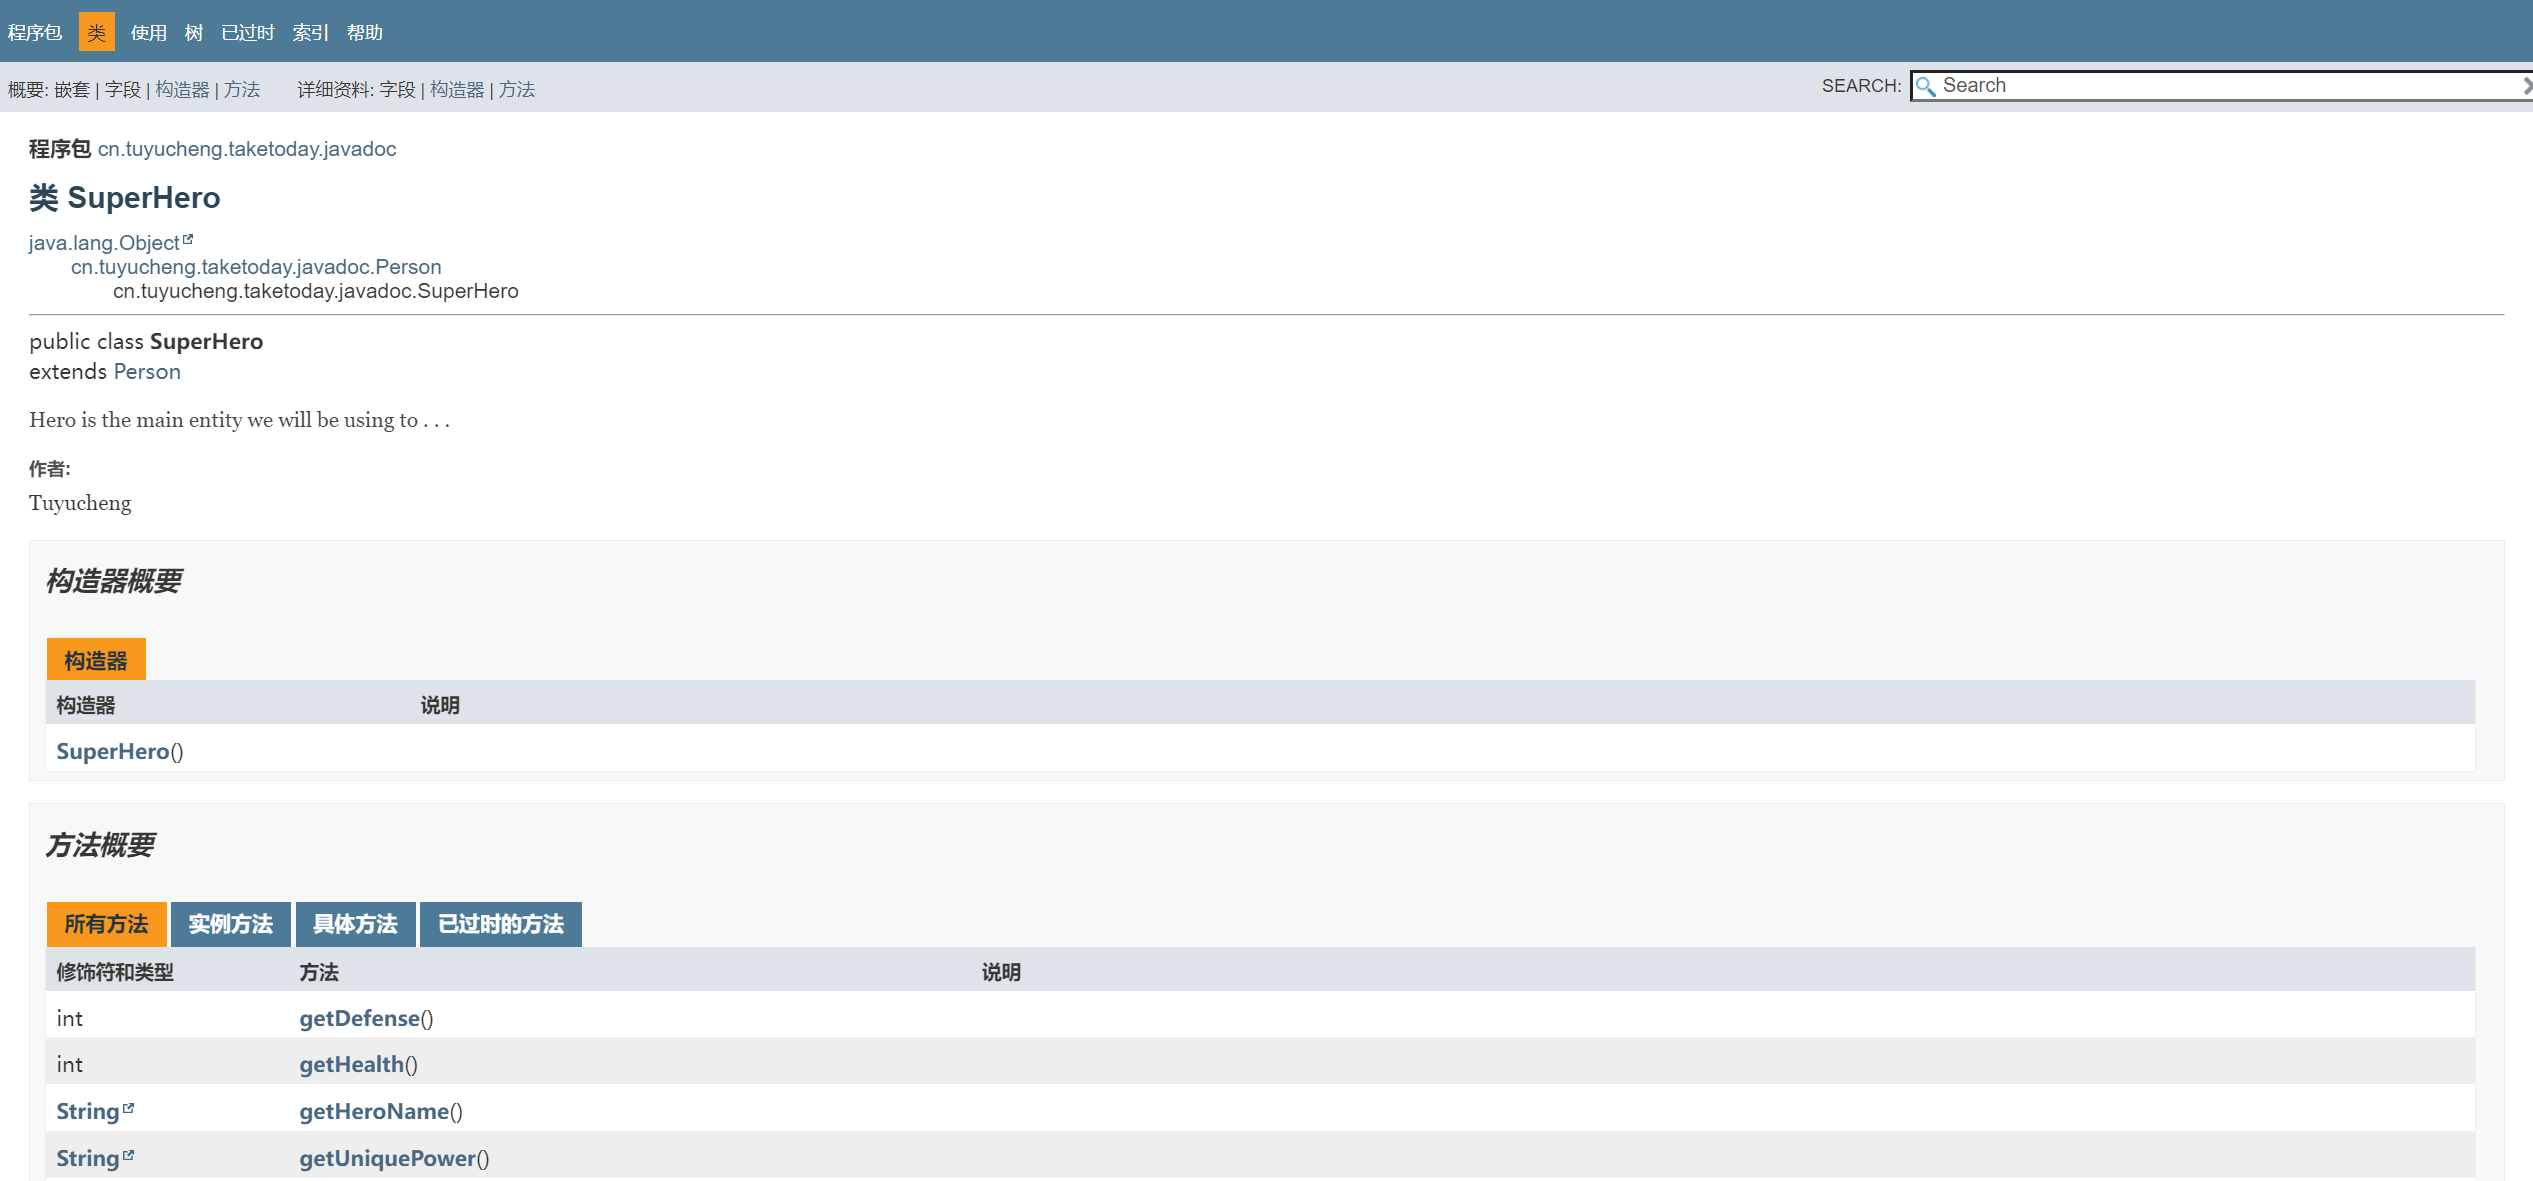 程序包 类 使用 树 已过时 索引 帮助
概要: 嵌套 | 字段 | 构造器 | 方法 详细资料: 字段 | 构造器 | 方法 SEARCH: Search
程序包 cn.tuyucheng.taketoday.javadoc
类 SuperHero
java.lang.Object
cn.tuyucheng.taketoday.javadoc.Person
cn.tuyucheng.taketoday.javadoc.SuperHero
public class SuperHero
extends Person
Hero is the main entity we will be using to . . .
作者:
Tuyucheng
构造器概要
构造器
构造器 说明
SuperHero()
方法概要
所有方法 实例方法 具体方法 已过时的方法
修饰符和类型 方法 说明
int getDefense()
int getHealth()
String getHeroName()
String getUniquePower()